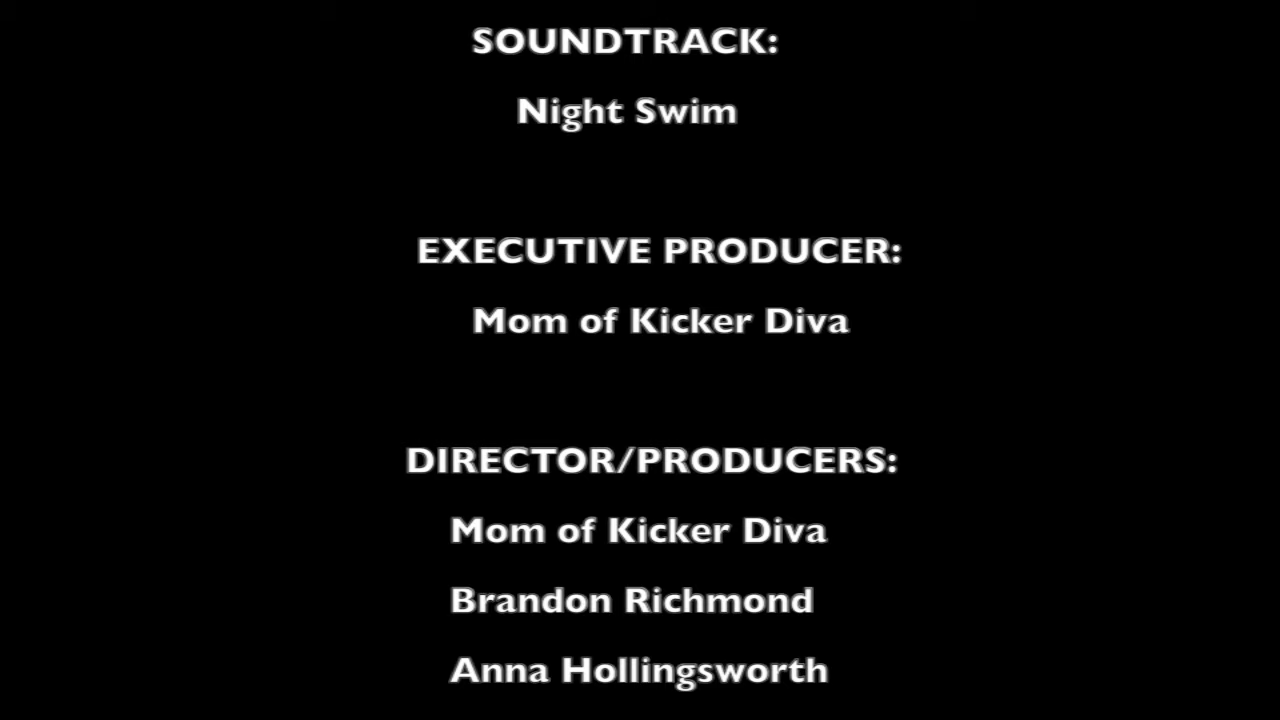 SOUNDTRACK:
Night Swim
EXECUTIVE PRODUCER:
Mom of Kicker Diva
DIRECTOR/PRODUCERS:
Mom of Kicker Diva
Brandon Richmond
Anna Hollingsworth